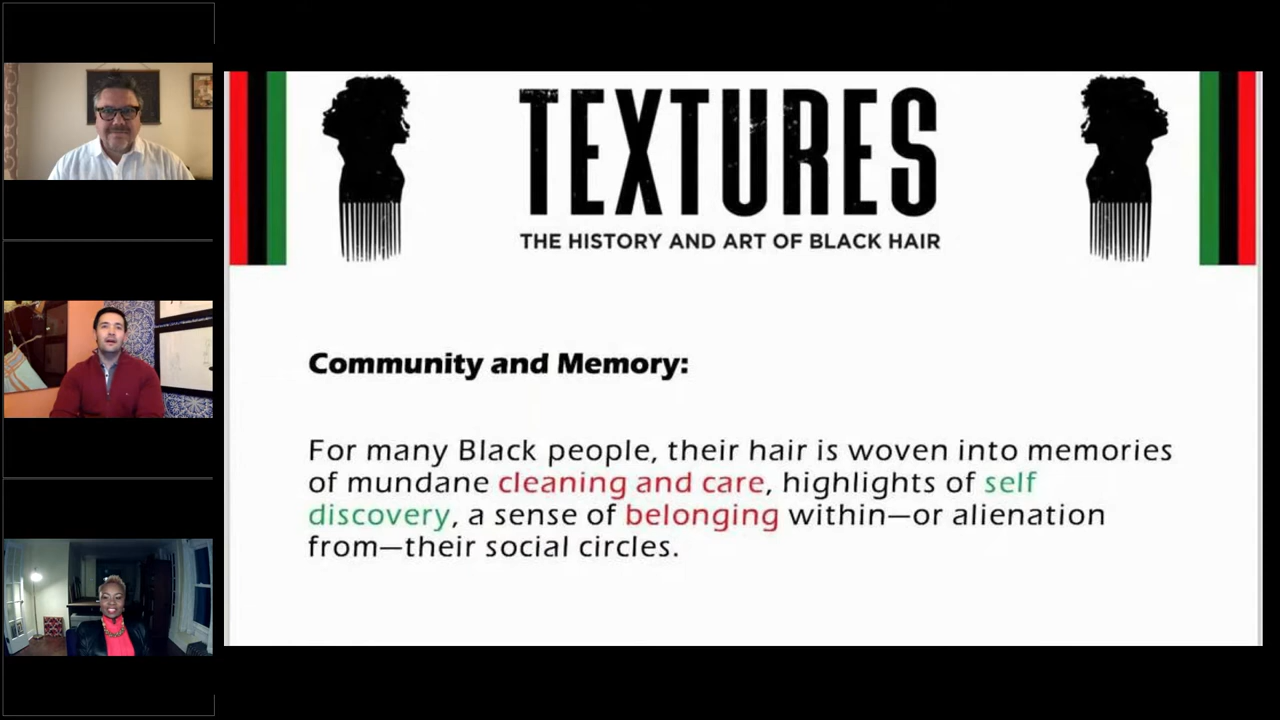 TEXTURES
THE HISTORY AND ART OF BLACK HAIR
Community and Memory:
For many Black people, their hair is woven into memories
of mundane cleaning and care, highlights of self
discovery, a sense of belonging within—or alienation
from—their social circles.